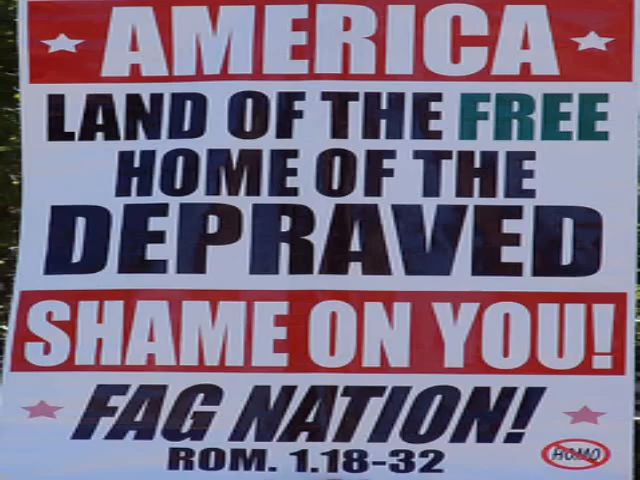 AMERICA
LAND OF THE FREE
HOME OF THE
DEPRAVED
SHAME ON YOU!
FAG NATION!
ROM. 1.18-32
HOMO